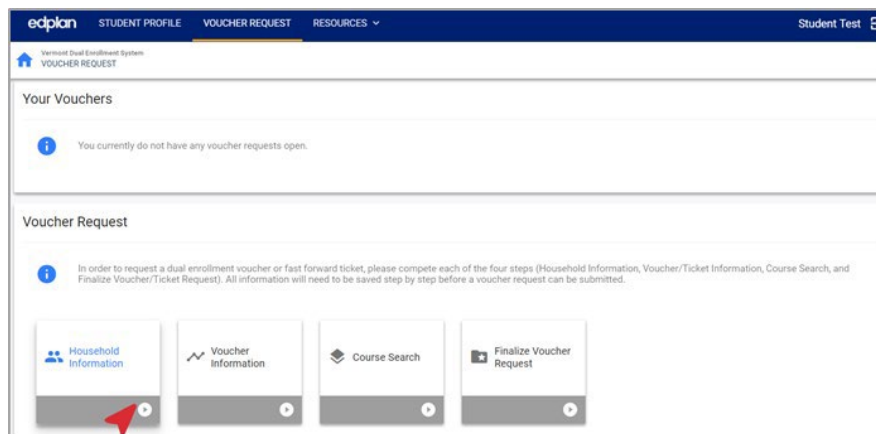 edplan STUDENT PROFILE VOUCHER REQUEST RESOURCES Student Test
Vermont Dual Enrollment System
VOUCHER REQUEST
Your Vouchers
You currently do not have any voucher requests open.
Voucher Request
In order to request a dual enrollment voucher or fast forward ticket, please compete each of the four steps (Household Information, Voucher/Ticket Information, Course Search, and
Finalize Voucher/Ticket Request). All information will need to be saved step by step before a voucher request can be submitted.
Household
Information
Voucher
Information
Course Search
Finalize Voucher
Request